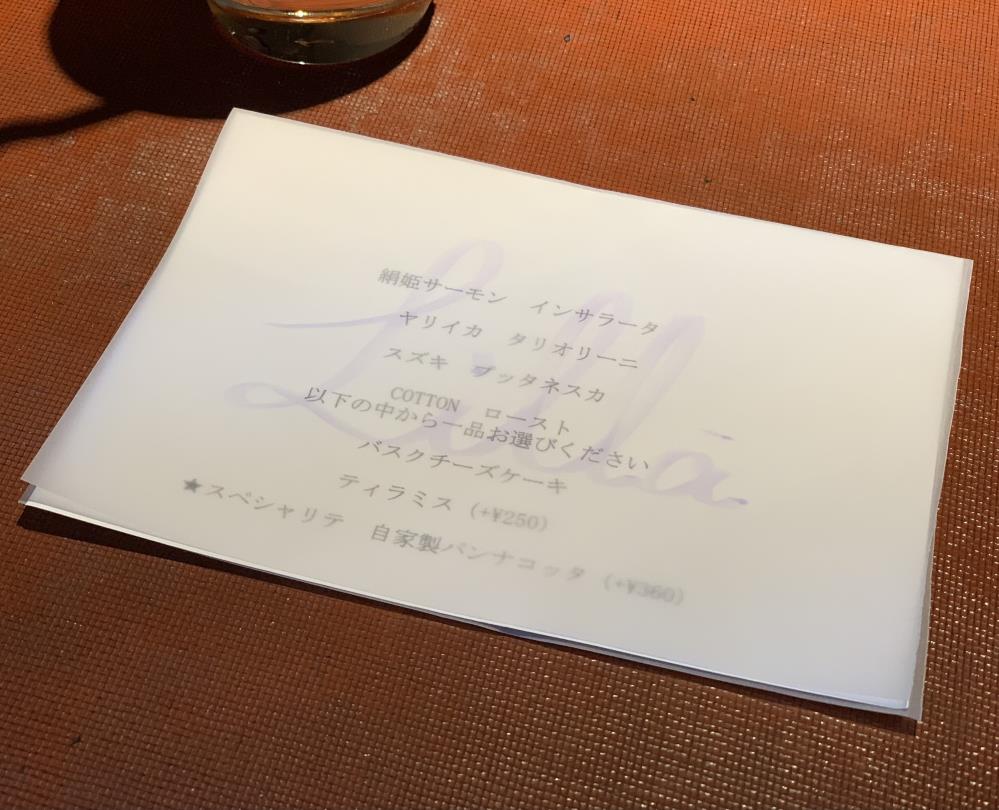 絹姫サーモン　インサラータ
ヤリイカ　タリオリーニ
スズキ　プッタネスカ
COTTON　ロースト
以下の中から一品お選びください
バスクチーズケーキ
ティラミス (+¥250)
★スペシャリテ　自家製パンナコッタ (+¥360)